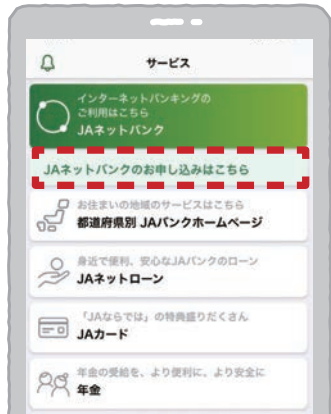 サービス
インターネットバンキングの
ご利用はこちら
JAネットバンク
JAネットバンクのお申し込みはこちら
お住まいの地域のサービスはこちら
都道府県別 JAバンクホームページ
身近で便利、安心なJAバンクのローン
JAネットローン
「JAならでは」の特典盛りだくさん
JAカード
年金の受給を、より便利に、より安全に
年金